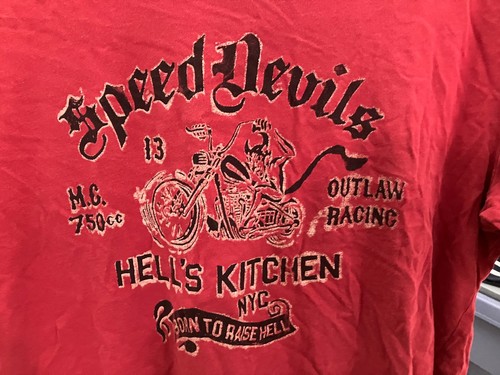 Speed Devils
13
M.C.
750cc
OUTLAW
RACING
HELL'S KITCHEN
NYC
BORN TO RAISE HELL